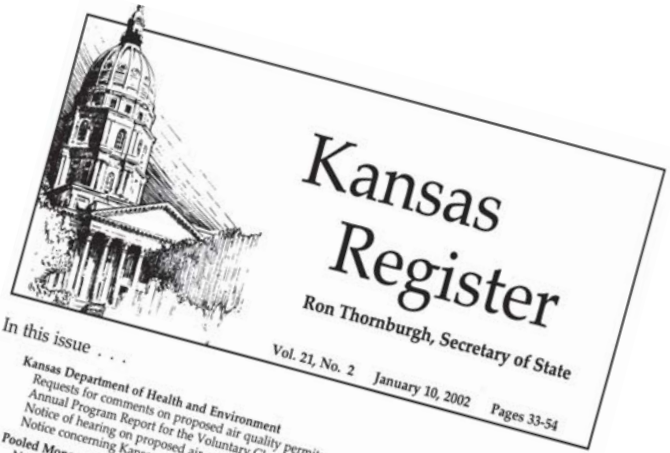 Kansas
Register
Ron Thornburgh, Secretary of State
Vol. 21, No. 2 January 10, 2002 Pages 33-54
In this issue . . .
Kansas Department of Health and Environment
Requests for comments on proposed air quality
Annual Program Report for the Voluntary
Notice of hearing on proposed
Notice concerning
Pooled